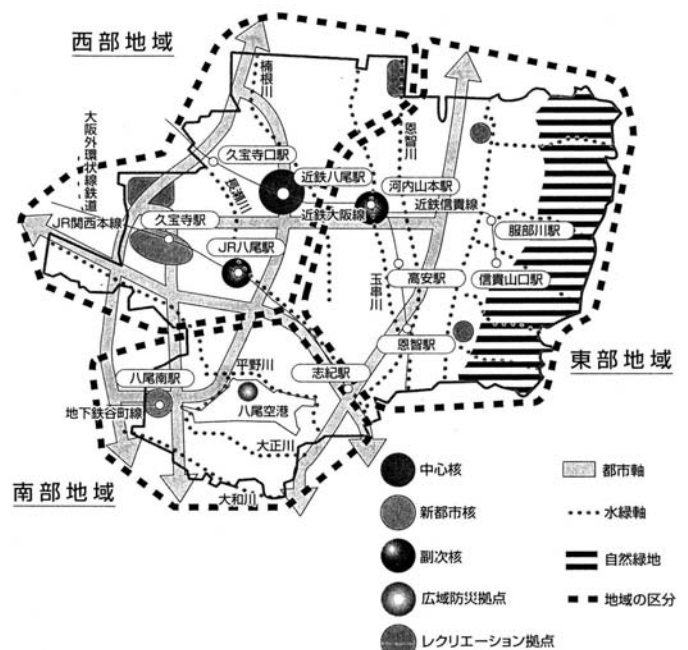 西部地域
楠根川
恩智川
大阪外環状線鉄道
久宝寺口駅
近鉄八尾駅
河内山本駅
長瀬川
久宝寺駅
近鉄大阪線
近鉄信貴線
JR関西本線
服部川駅
JR八尾駅
高安駅
信貴山口駅
玉串川
恩智駅
東部地域
平野川
志紀駅
八尾南駅
八尾空港
地下鉄谷町線
大正川
南部地域
大和川
中心核
都市軸
新都市核
水緑軸
副次核
自然緑地
広域防災拠点
地域の区分
レクリエーション拠点